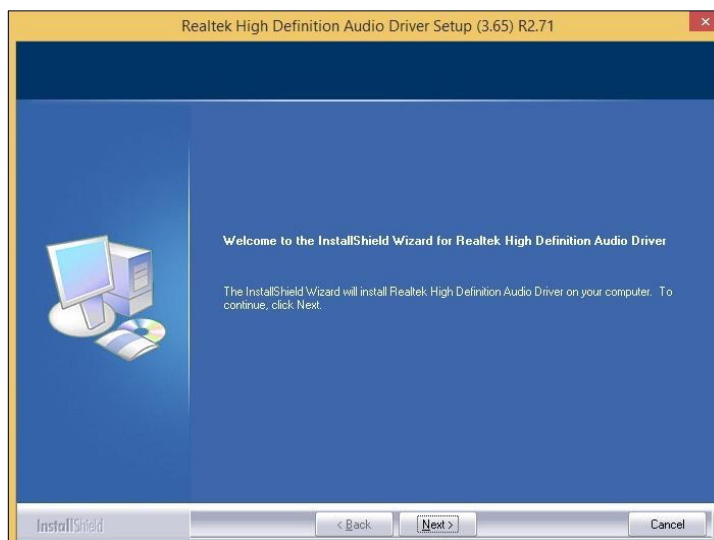 Realtek High Definition Audio Driver Setup (3.65) R2.71
x
Welcome to the InstallShield Wizard for Realtek High Definition Audio Driver
The InstallShield Wizard will install Realtek High Definition Audio Driver on your computer. To
continue, click Next.
InstallShield
< Back
Next >
Cancel